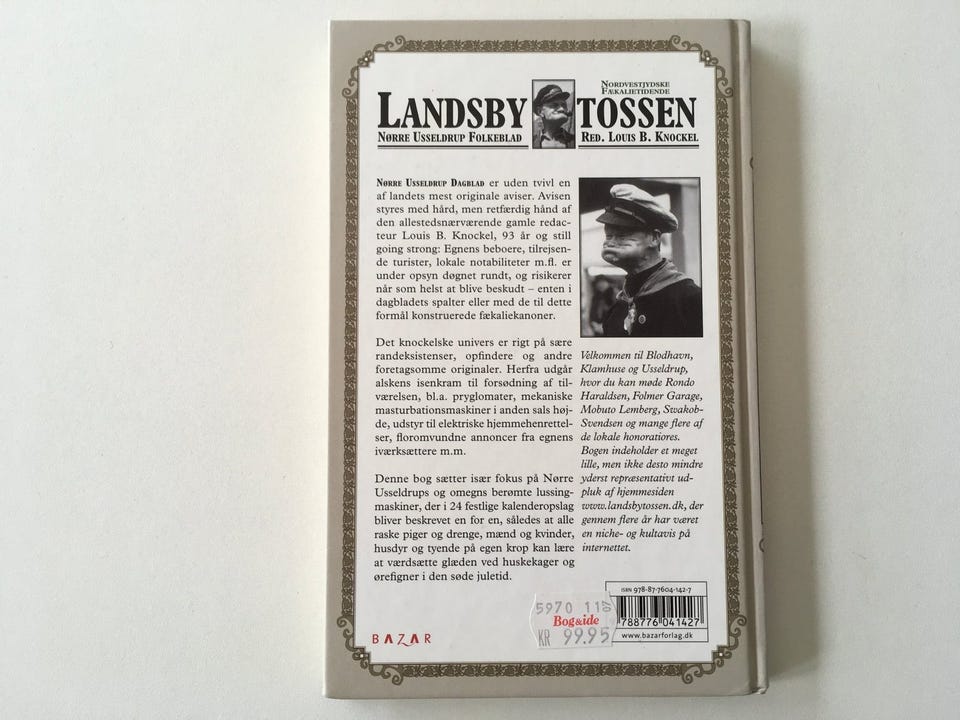 NORDVESTJYDSKE
FÆKALIETIDENDE
LANDSBY TOSSEN
NØRRE USSELDRUP FOLKEBLAD
RED. LOUIS B. KNOCKEL
NØRRE USSELDRUP DAGBLAD er uden tvivl en
af landets mest originale aviser. Avisen
styres med hård, men retfærdig hånd af
den allestedsnærværende gamle redac-
teur Louis B. Knockel, 93 år og still
going strong: Egnens beboere, tilrejsen-
de turister, lokale notabiliteter m.fl. er
under opsyn døgnet rundt, og risikerer
når som helst at blive beskudt – enten i
dagbladets spalter eller med de til dette
formål konstruerede fækaliekanoner.
Det knockelske univers er rigt på sære
randeksistenser, opfindere og andre
foretagsomme originaler. Herfra udgår
alskens isenkram til forsødning af til-
værelsen, bl.a. pryglomater, mekaniske
masturbationsmaskiner i anden sals høj-
de, udstyr til elektriske hjemmehenrettel-
ser, floromvundne annoncer fra egnens
iværksættere m.m.
Denne bog sætter især fokus på Nørre
Usseldrups og omegns berømte lussing-
maskiner, der i 24 festlige kalenderopslag
bliver beskrevet en for en, således at alle
raske piger og drenge, mænd og kvinder,
husdyr og tyende på egen krop kan lære
at værdsætte glæden ved huskekager og
ørefigner i den søde juletid.
Velkommen til Blodhavn,
Klamhuse og Usseldrup,
hvor du kan møde Rondo
Haraldsen, Folmer Garage,
Mobuto Lemberg, Swakob-
Svendsen og mange flere af
de lokale honoratiores.
Bogen indeholder et meget
lille, men ikke desto mindre
yderst repræsentativt ud-
pluk af hjemmesiden
www.landsbytossen.dk, der
gennem flere år har været
en niche- og kultavis på
internettet.
BAZAR
5970 11 07
Bog&ide
KR 99.95
ISBN 978-87-7604-142-7
788776 041427
www.bazarforlag.dk